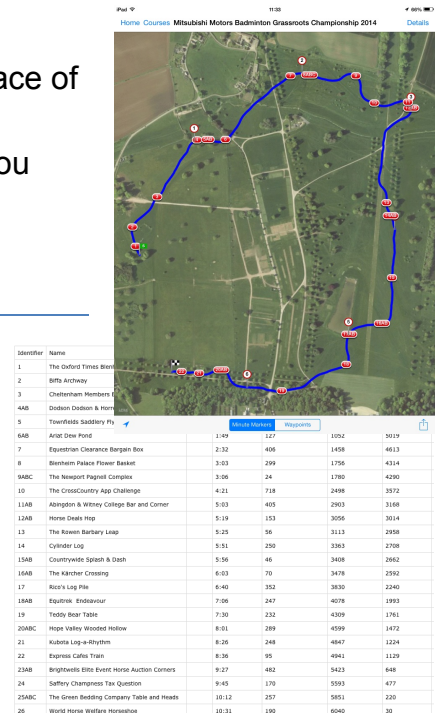 iPad 11:33 66%
Home Courses Mitsubishi Motors Badminton Grassroots Championship 2014 Details
ace of
ou
Minute Markers Waypoints
Identifier Name
1 The Oxford Times Blen
2 Biffa Archway
3 Cheltenham Members E
4AB Dodson Dodson & Horr
5 Townfields Saddlery Fly
6AB Ariat Dew Pond 1:49 127 1052 5019
7 Equestrian Clearance Bargain Box 2:32 406 1458 4613
8 Blenheim Palace Flower Basket 3:03 299 1756 4314
9ABC The Newport Pagnell Complex 3:06 24 1780 4290
10 The CrossCountry App Challenge 4:21 718 2498 3572
11AB Abingdon & Witney College Bar and Corner 5:03 405 2903 3168
12AB Horse Deals Hop 5:19 153 3056 3014
13 The Rowen Barbary Leap 5:25 56 3113 2958
14 Cylinder Log 5:51 250 3363 2708
15AB Countrywide Splash & Dash 5:56 46 3408 2662
16AB The Kärcher Crossing 6:03 70 3478 2592
17 Rico's Log Pile 6:40 352 3830 2240
18AB Equitrek Endeavour 7:06 247 4078 1993
19 Teddy Bear Table 7:30 232 4309 1761
20ABC Hope Valley Wooded Hollow 8:01 289 4599 1472
21 Kubota Log-a-Rhythm 8:26 248 4847 1224
22 Express Cafes Train 8:36 95 4941 1129
23AB Brightwells Elite Event Horse Auction Corners 9:27 482 5423 648
24 Saffery Champness Tax Question 9:45 170 5593 477
25ABC The Green Bedding Company Table and Heads 10:12 257 5851 220
26 World Horse Welfare Horseshoe 10:31 190 6040 30